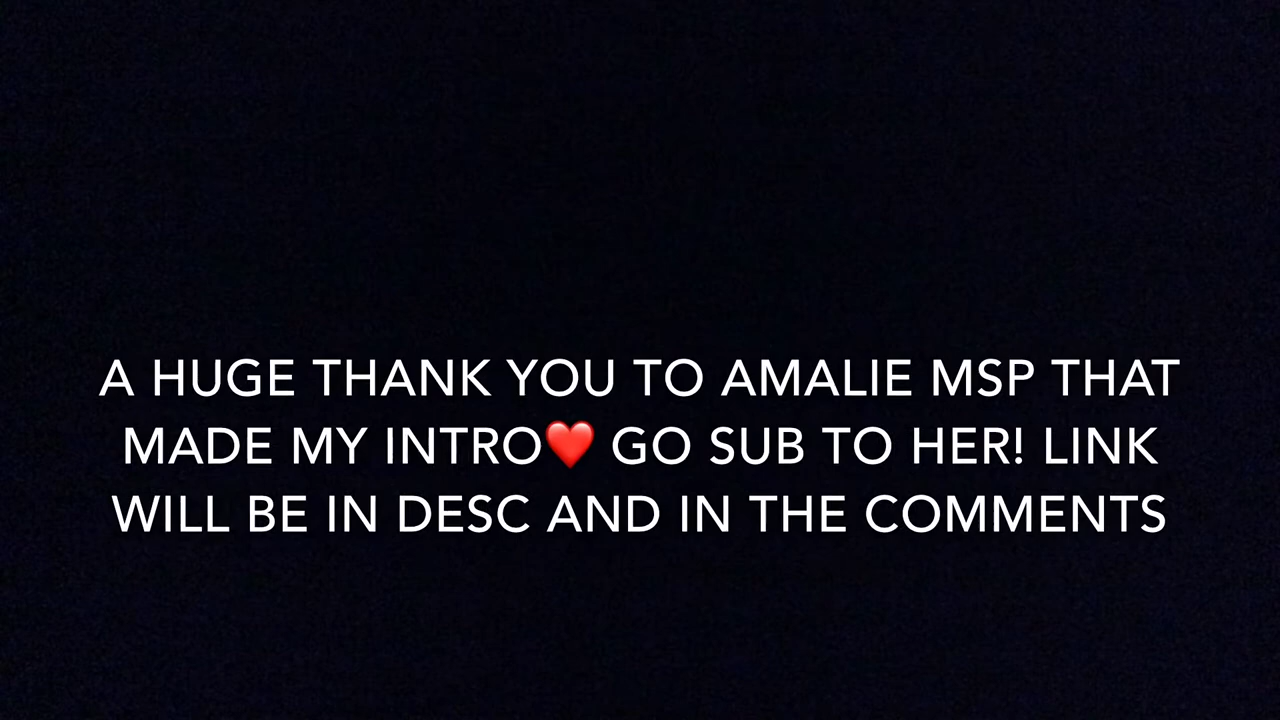 A HUGE THANK YOU TO AMALIE MSP THAT
MADE MY INTRO❤️ GO SUB TO HER! LINK
WILL BE IN DESC AND IN THE COMMENTS